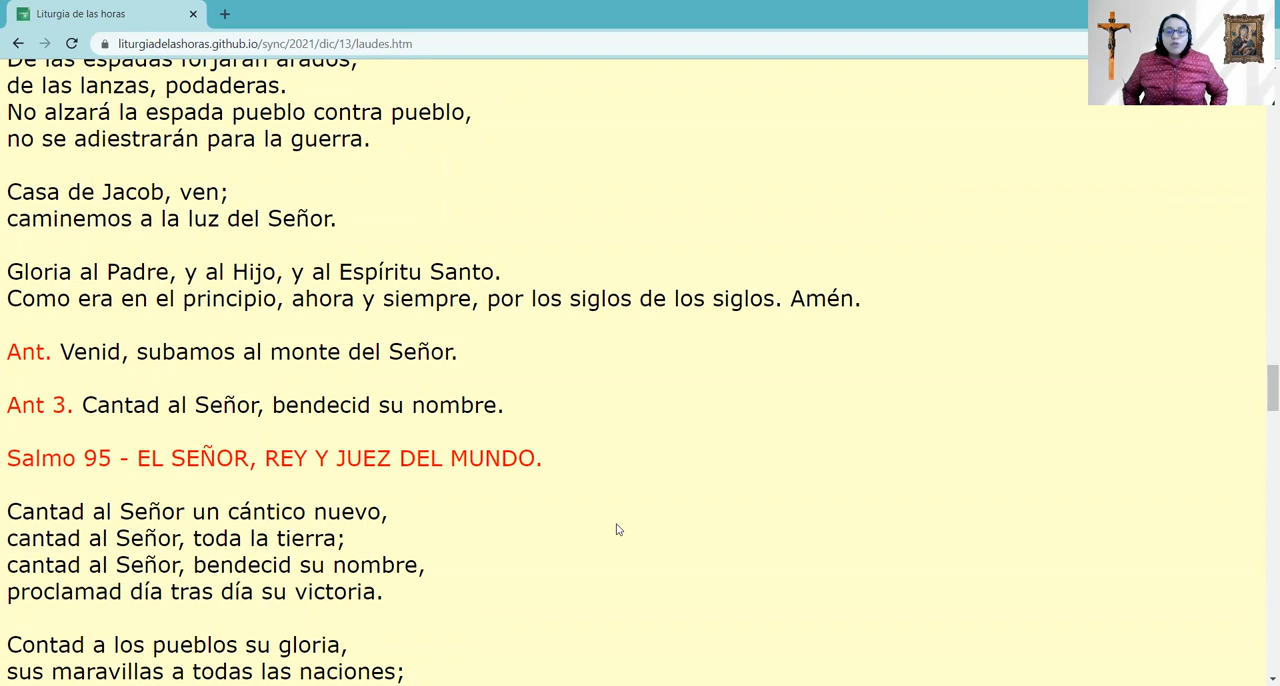 Liturgia de las horas
liturgiadelashoras.github.io/sync/2021/dic/13/laudes.htm
De las espadas forjarán arados,
de las lanzas, podaderas.
No alzará la espada pueblo contra pueblo,
no se adiestrarán para la guerra.
Casa de Jacob, ven;
caminemos a la luz del Señor.
Gloria al Padre, y al Hijo, y al Espíritu Santo.
Como era en el principio, ahora y siempre, por los siglos de los siglos. Amén.
Ant. Venid, subamos al monte del Señor.
Ant 3. Cantad al Señor, bendecid su nombre.
Salmo 95 - EL SEÑOR, REY Y JUEZ DEL MUNDO.
Cantad al Señor un cántico nuevo,
cantad al Señor, toda la tierra;
cantad al Señor, bendecid su nombre,
proclamad día tras día su victoria.
Contad a los pueblos su gloria,
sus maravillas a todas las naciones;